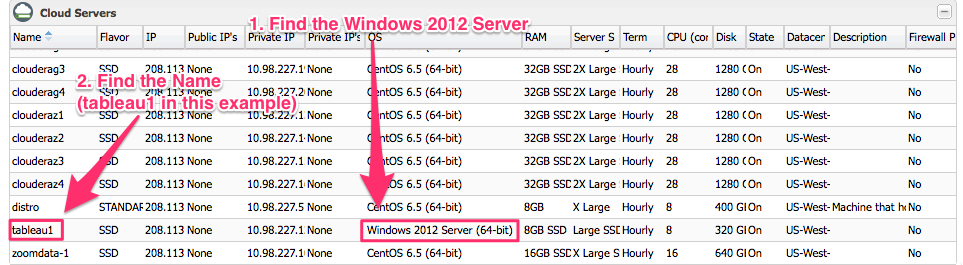 Cloud Servers
1. Find the Windows 2012 Server
Name Flavor IP Public IP's Private IP Private IP's OS RAM Server S Term CPU (cor Disk State Datacer Description Firewall P
clouderag3 SSD 208.113 None 10.98.227.1 None CentOS 6.5 (64-bit) 32GB SSD 2X Large Hourly 28 1280 G On US-West- No
2. Find the Name
clouderag4 SSD 208.113 None 10.98.227. None CentOS 6.5 (64-bit) 32GB SSD 2X Large Hourly 28 1280 G On US-West- No
(tableau1 in this example)
clouderaz1 SSD 208.113 None 10.98.227. None CentOS 6.5 (64-bit) 32GB SSD 2X Large Hourly 28 1280 G On US-West- No
clouderaz2 SSD 208.113 None 10.98.227.1 None CentOS 6.5 (64-bit) 32GB SSD 2X Large Hourly 28 1280 G On US-West- No
clouderaz3 SSD 208.113 None 10.98.227.1 None CentOS 6.5 (64-bit) 32GB SSD 2X Large Hourly 28 1280 G On US-West- No
clouderaz4 SSD 208.113 None 10.98.226.1 None CentOS 6.5 (64-bit) 32GB SSD 2X Large Hourly 28 1280 G On US-West- No
distro STANDAF 208.113 None 10.98.227.5 None CentOS 6.5 (64-bit) 8GB X Large Hourly 8 400 GI On US-West- Machine that h No
tableau1 SSD 208.113 None 10.98.227.1 None Windows 2012 Server (64-bit) 8GB SSD Large SSD Hourly 8 320 GI On US-West- No
zoomdata-1 SSD 208.113 None 10.98.227.1 None CentOS 6.5 (64-bit) 16GB SSD X Large S Hourly 16 640 GI On US-West- No